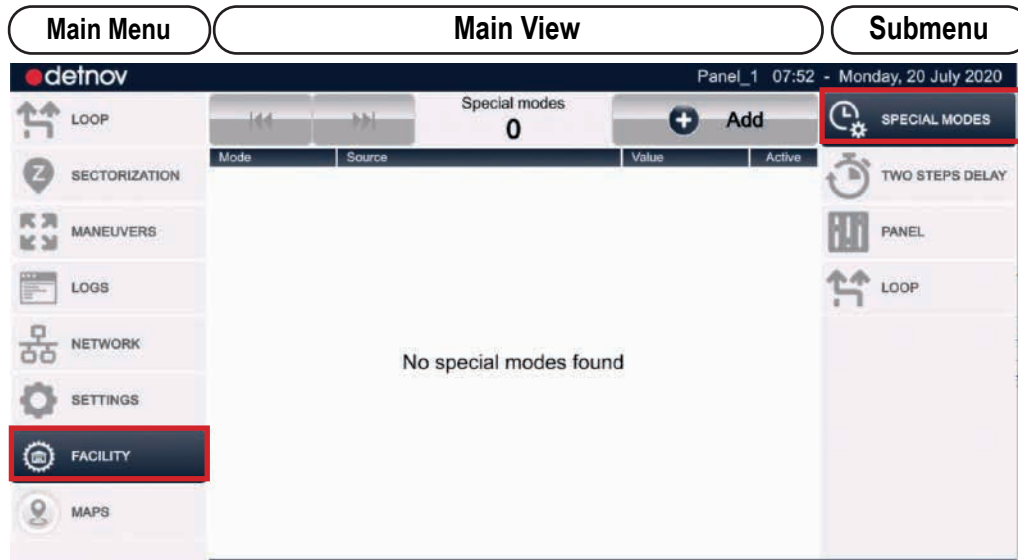 Main Menu
Main View
Submenu
detnov
Panel_1 07:52 - Monday, 20 July 2020
LOOP
SECTORIZATION
MANEUVERS
LOGS
NETWORK
SETTINGS
FACILITY
MAPS
Special modes
0
Add
Mode Source Value Active
No special modes found
SPECIAL MODES
TWO STEPS DELAY
PANEL
LOOP